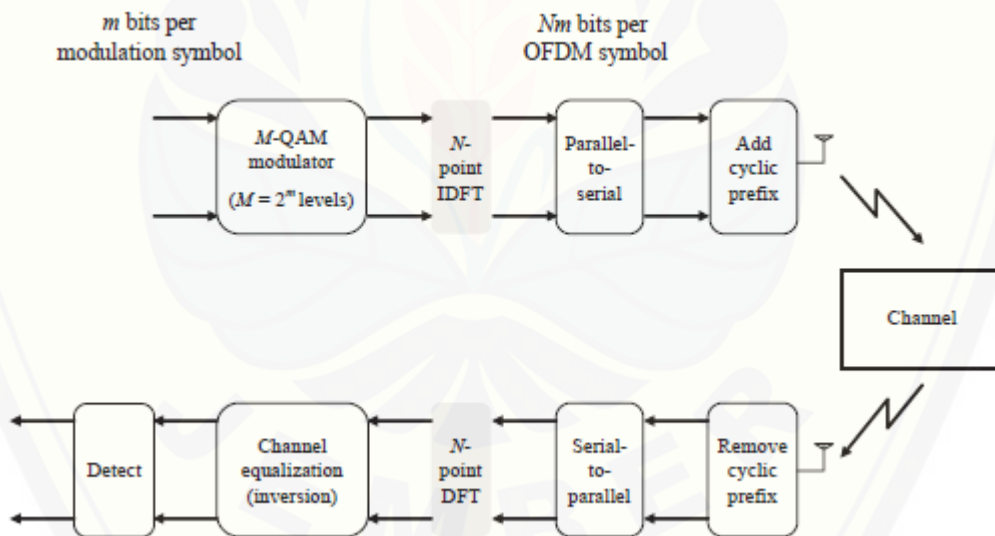 m bits per
modulation symbol
Nm bits per
OFDM symbol
M-QAM
modulator
(M = 2^m levels)
N-
point
IDFT
Parallel-
to-
serial
Add
cyclic
prefix
Channel
Detect
Channel
equalization
(inversion)
N-
point
DFT
Serial-
to-
parallel
Remove
cyclic
prefix